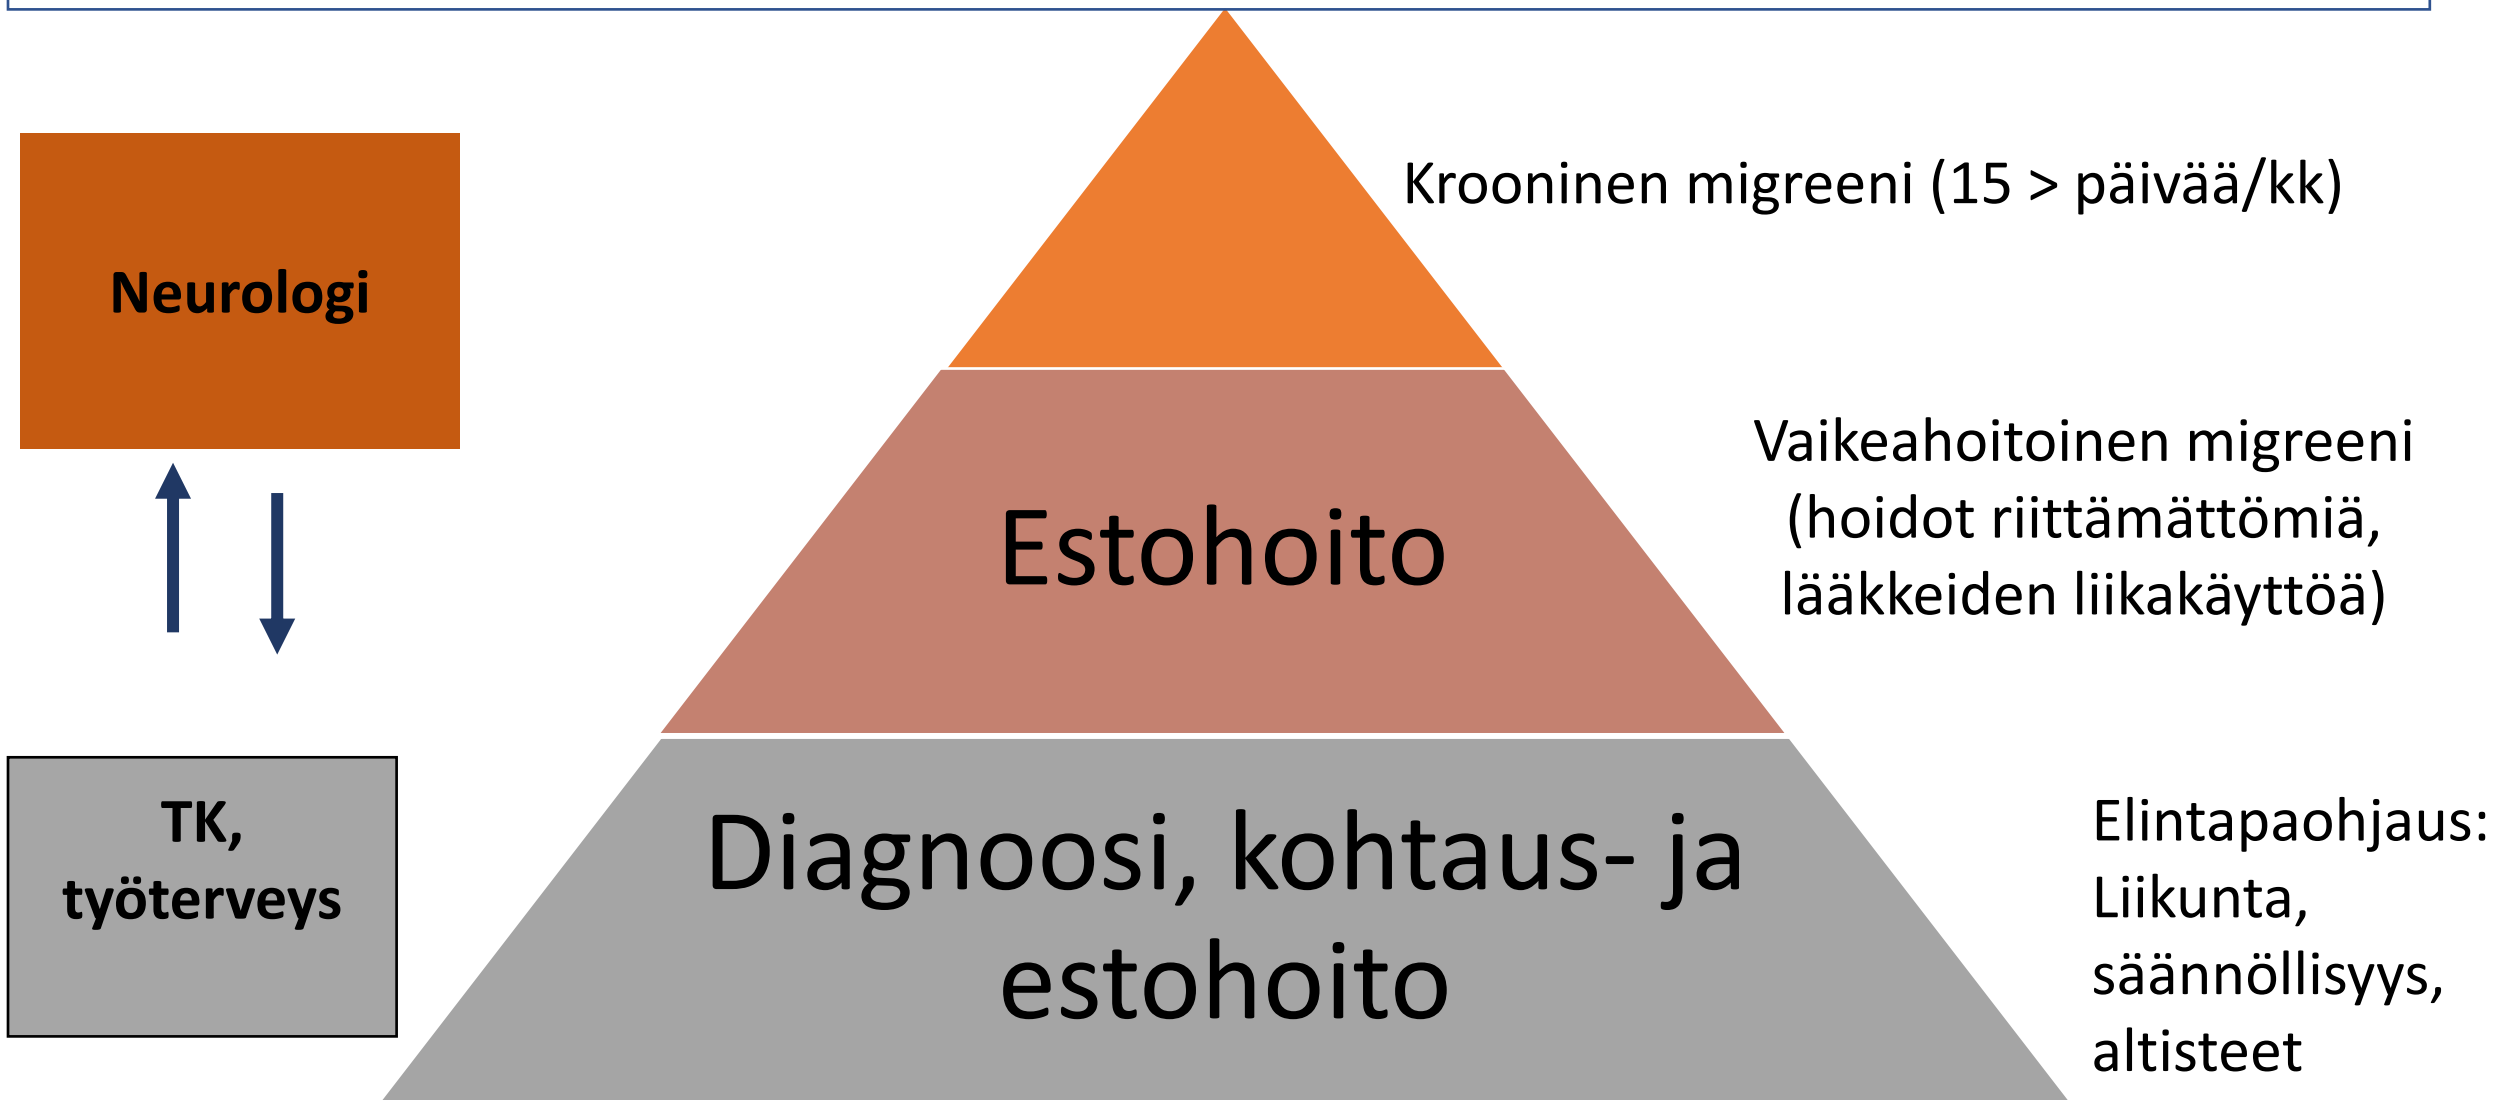 Krooninen migreeni (15 > päivää/kk)
Neurologi
Vaikeahoitoinen migreeni
(hoidot riittämättömiä,
lääkkeiden liikakäyttöä)
Estohoito
TK,
työterveys
Diagnoosi, kohtaus- ja
estohoito
Elintapaohjaus:
Liikunta,
säännöllisyys,
altisteet